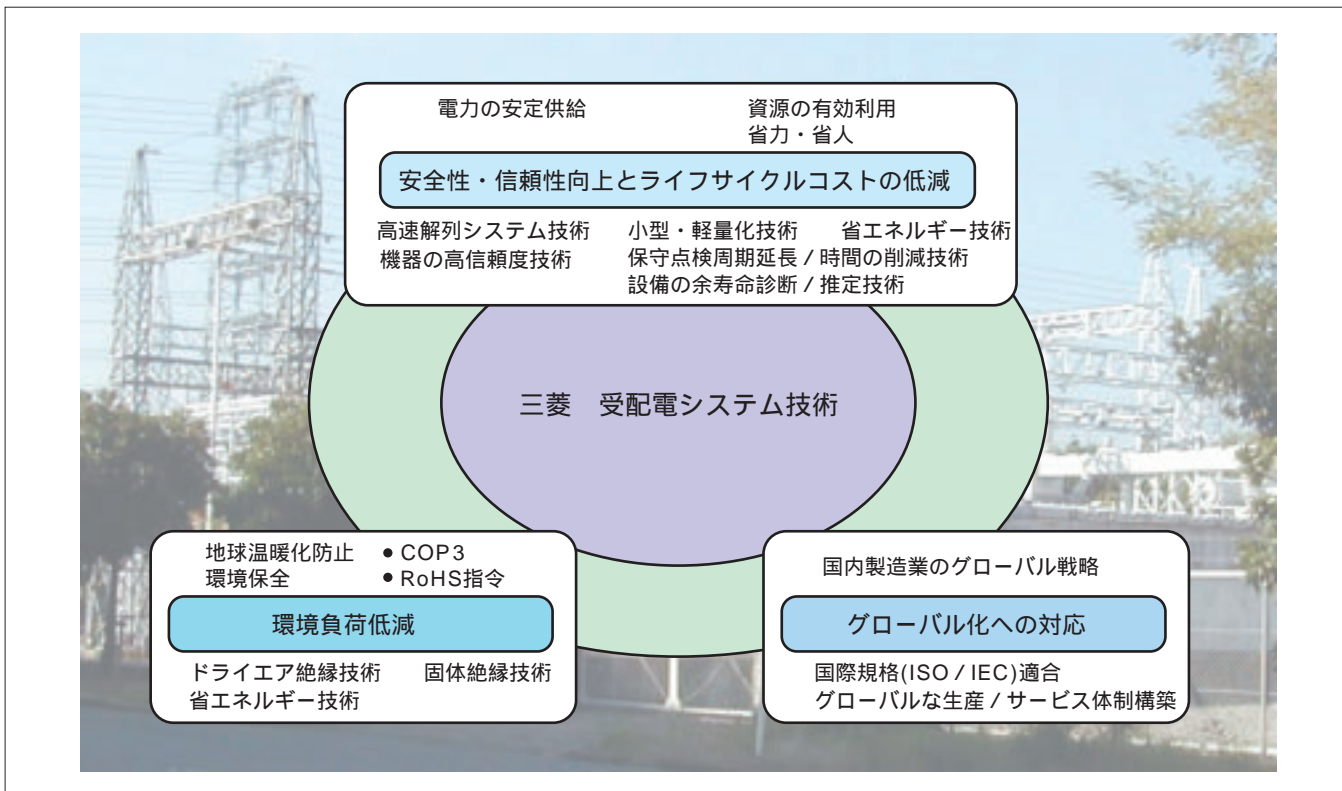 電力の安定供給 資源の有効利用
省力・省人
安全性・信頼性向上とライフサイクルコストの低減
高速解列システム技術 小型・軽量化技術 省エネルギー技術
機器の高信頼度技術 保守点検周期延長 / 時間の削減技術
設備の余寿命診断 / 推定技術
三菱 受配電システム技術
地球温暖化防止 ● COP3
環境保全 ● RoHS指令
環境負荷低減
ドライエア絶縁技術 固体絶縁技術
省エネルギー技術
国内製造業のグローバル戦略
グローバル化への対応
国際規格(ISO / IEC)適合
グローバルな生産 / サービス体制構築